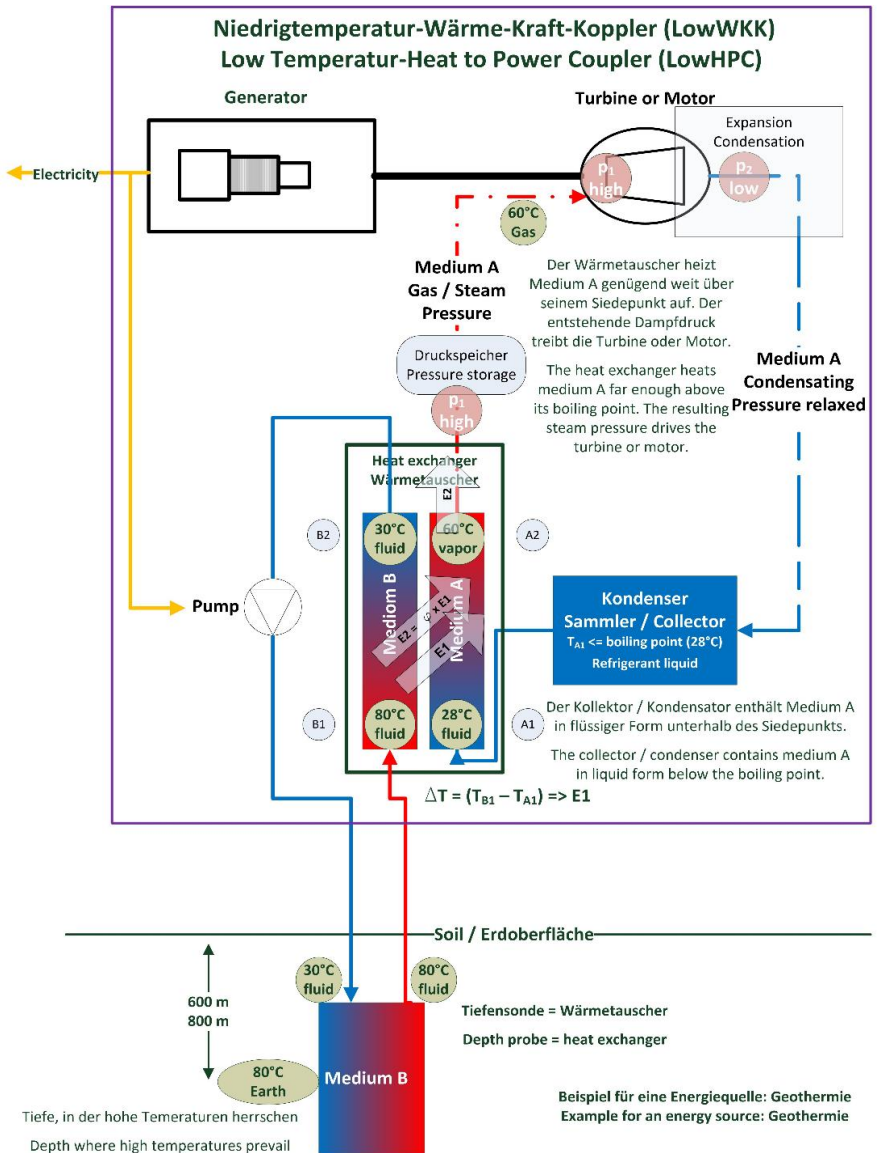 Niedrigtemperatur-Wärme-Kraft-Koppler (LowWKK)
Low Temperatur-Heat to Power Coupler (LowHPC)
Generator
Turbine or Motor
Expansion
Condensation
Electricity
p1
high
p2
low
60°C
Gas
Medium A
Gas / Steam
Pressure
Der Wärmetauscher heizt
Medium A genügend weit über
seinem Siedepunkt auf. Der
entstehende Dampfdruck
treibt die Turbine oder Motor.
The heat exchanger heats
medium A far enough above
its boiling point. The resulting
steam pressure drives the
turbine or motor.
Medium A
Condensating
Pressure relaxed
Druckspeicher
Pressure storage
p1
high
Heat exchanger
Wärmetauscher
E2
B2
30°C
fluid
60°C
vapor
A2
Mediom B
Medium A
E2 = φ x E1
E1
Pump
Kondenser
Sammler / Collector
TA1 <= boiling point (28°C)
Refrigerant liquid
B1
80°C
fluid
28°C
fluid
A1
Der Kollektor / Kondensator enthält Medium A
in flüssiger Form unterhalb des Siedepunkts.
The collector / condenser contains medium A
in liquid form below the boiling point.
ΔT = (TB1 – TA1) => E1
Soil / Erdoberfläche
600 m
800 m
30°C
fluid
80°C
fluid
Tiefensonde = Wärmetauscher
Depth probe = heat exchanger
80°C
Earth
Medium B
Tiefe, in der hohe Temeraturen herrschen
Depth where high temperatures prevail
Beispiel für eine Energiequelle: Geothermie
Example for an energy source: Geothermie